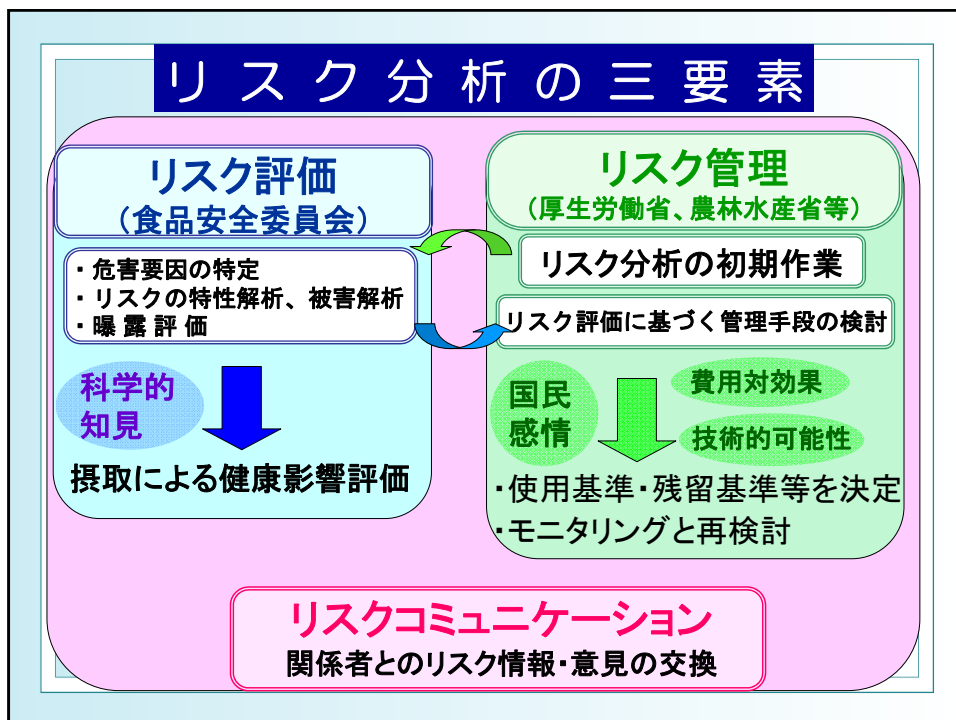 リスク分析の三要素
リスク評価
（食品安全委員会）
・危害要因の特定
・リスクの特性解析、被害解析
・曝露評価
科学的
知見
摂取による健康影響評価
リスク管理
（厚生労働省、農林水産省等）
リスク分析の初期作業
リスク評価に基づく管理手段の検討
国民
感情
費用対効果
技術的可能性
・使用基準・残留基準等を決定
・モニタリングと再検討
リスクコミュニケーション
関係者とのリスク情報・意見の交換